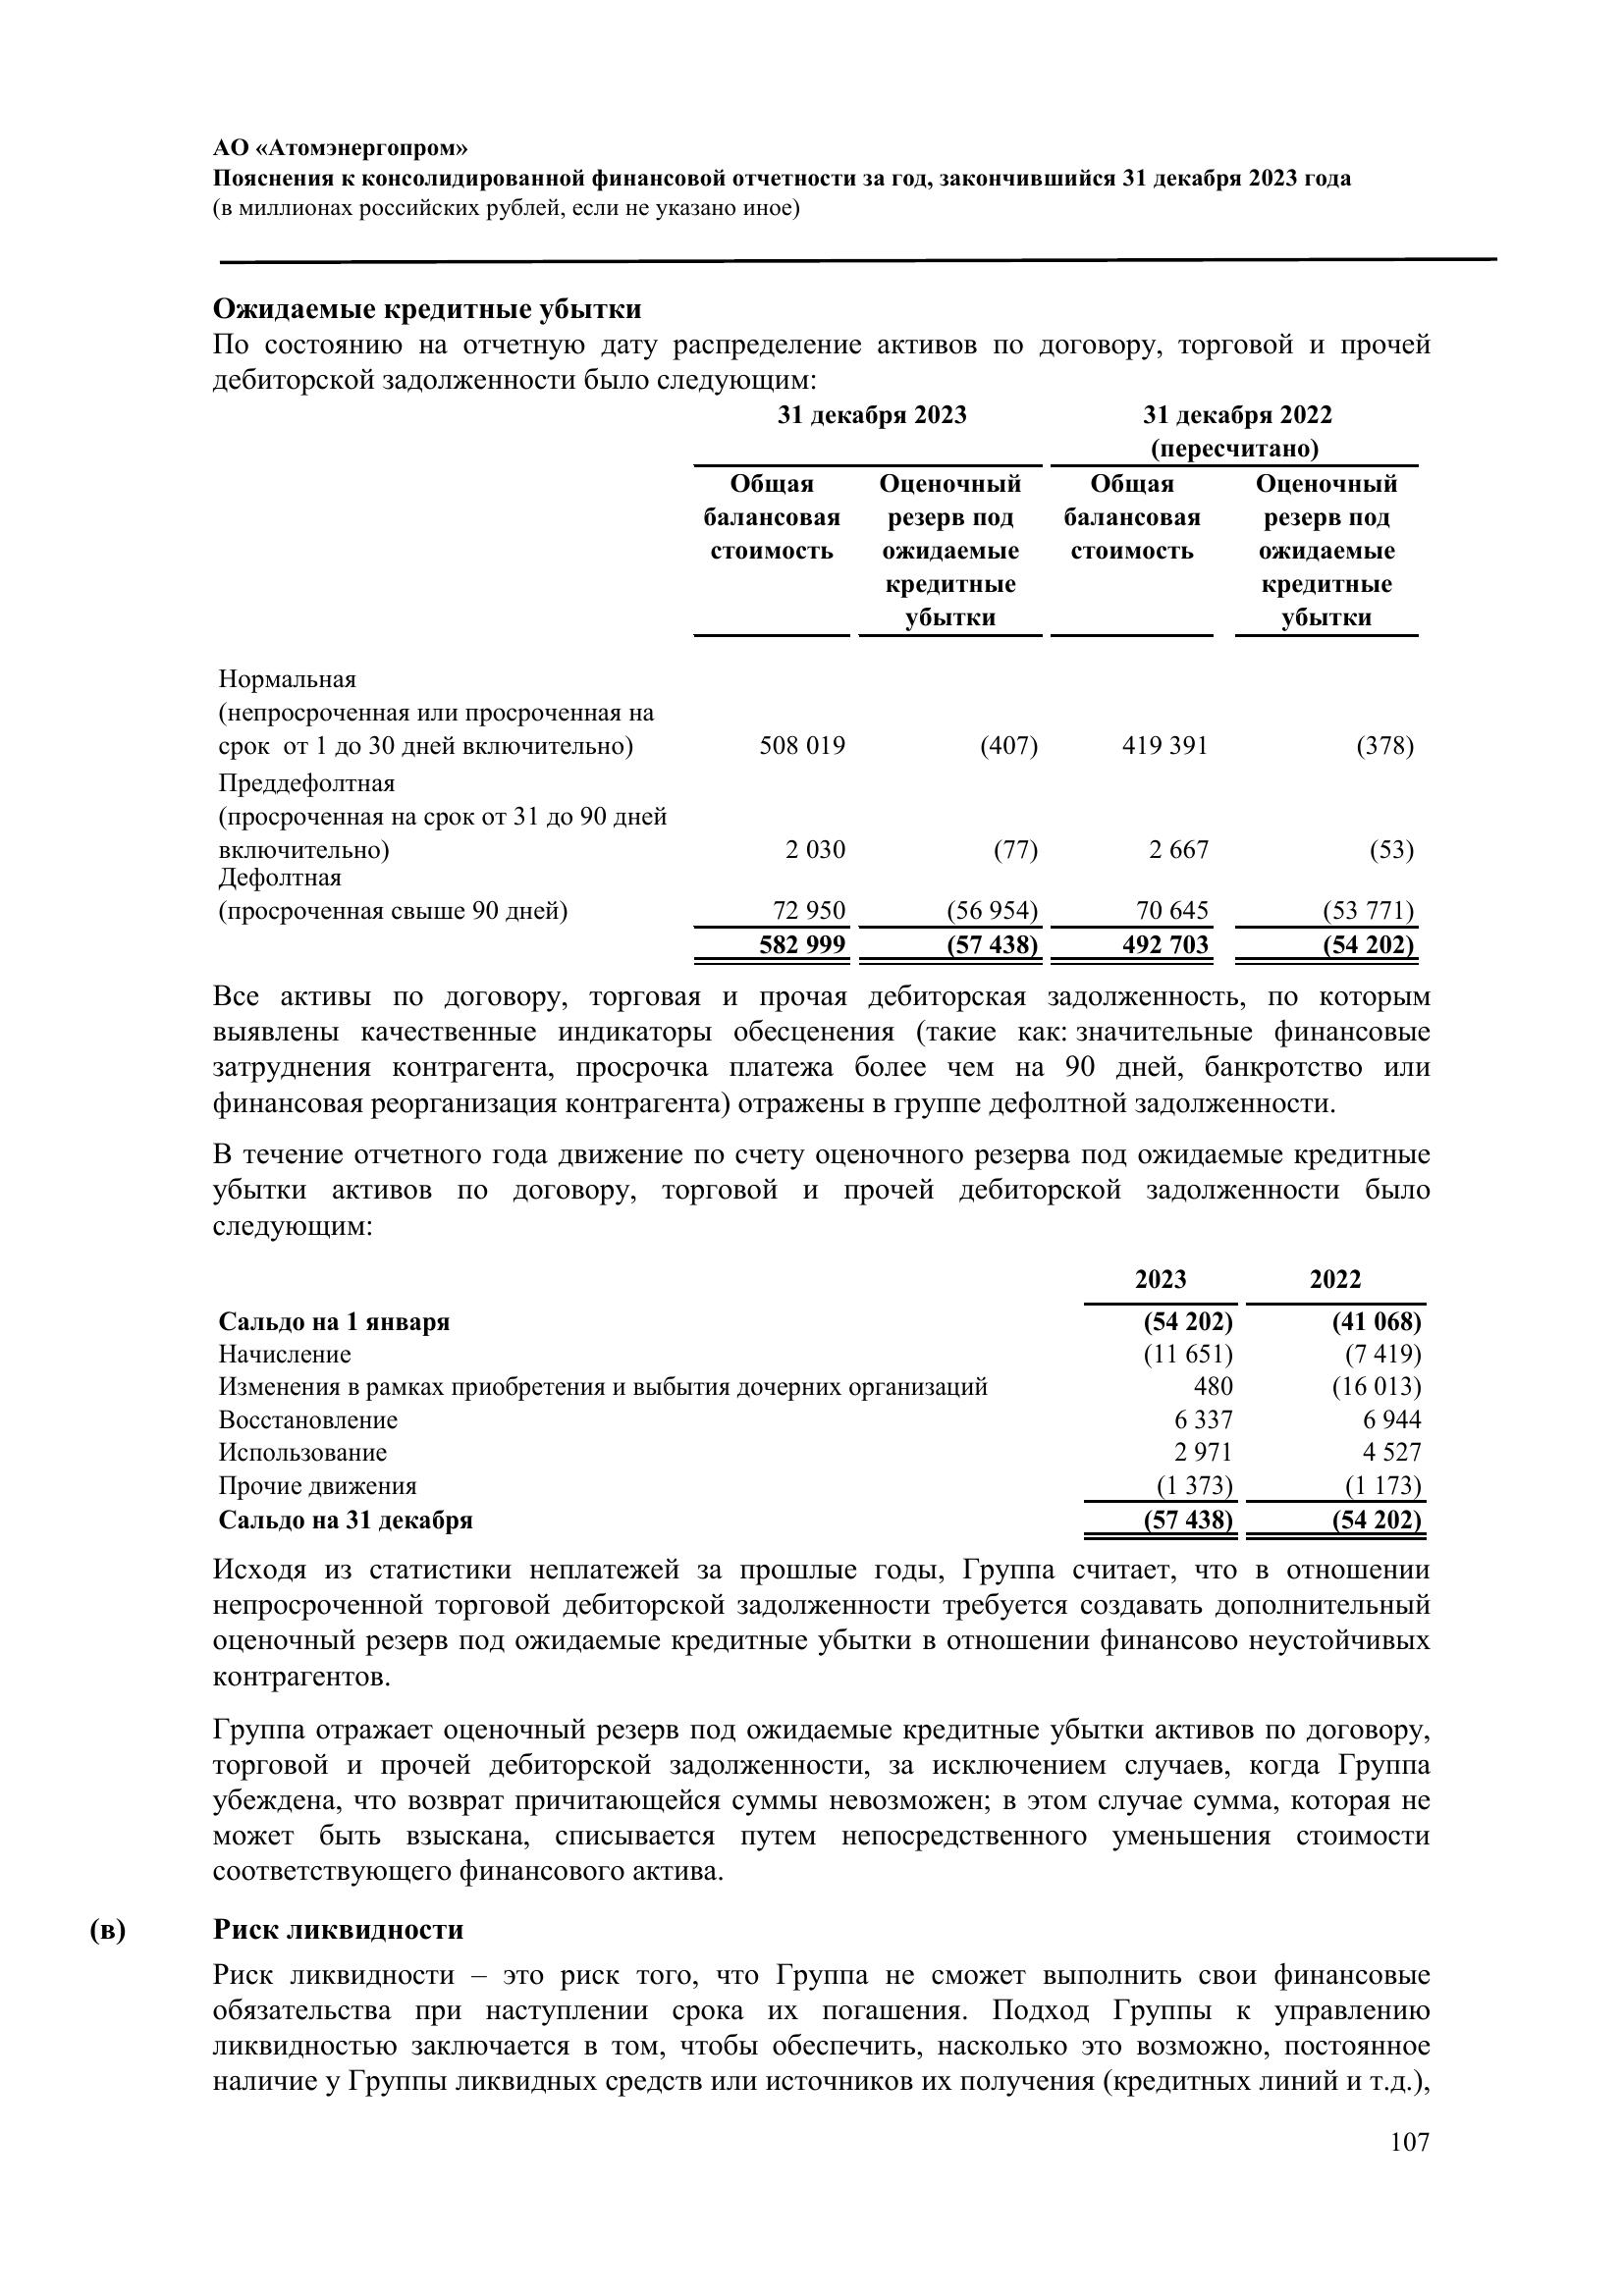 АО «Атомэнергопром»
Пояснения к консолидированной финансовой отчетности за год, закончившийся 31 декабря 2023 года
(в миллионах российских рублей, если не указано иное)
Ожидаемые кредитные убытки
По состоянию на отчетную дату распределение активов по договору, торговой и прочей
дебиторской задолженности было следующим:
31 декабря 2023 31 декабря 2022
(пересчитано)
Общая Оценочный Общая Оценочный
балансовая резерв под балансовая резерв под
стоимость ожидаемые стоимость ожидаемые
кредитные кредитные
убытки убытки
Нормальная
(непросроченная или просроченная на
срок от 1 до 30 дней включительно) 508 019 (407) 419 391 (378)
Преддефолтная
(просроченная на срок от 31 до 90 дней
включительно) 2 030 (77) 2 667 (53)
Дефолтная
(просроченная свыше 90 дней) 72 950 (56 954) 70 645 (53 771)
582 999 (57 438) 492 703 (54 202)
Все активы по договору, торговая и прочая дебиторская задолженность, по которым
выявлены качественные индикаторы обесценения (такие как: значительные финансовые
затруднения контрагента, просрочка платежа более чем на 90 дней, банкротство или
финансовая реорганизация контрагента) отражены в группе дефолтной задолженности.
В течение отчетного года движение по счету оценочного резерва под ожидаемые кредитные
убытки активов по договору, торговой и прочей дебиторской задолженности было
следующим:
2023 2022
Сальдо на 1 января (54 202) (41 068)
Начисление (11 651) (7 419)
Изменения в рамках приобретения и выбытия дочерних организаций 480 (16 013)
Восстановление 6 337 6 944
Использование 2 971 4 527
Прочие движения (1 373) (1 173)
Сальдо на 31 декабря (57 438) (54 202)
Исходя из статистики неплатежей за прошлые годы, Группа считает, что в отношении
непросроченной торговой дебиторской задолженности требуется создавать дополнительный
оценочный резерв под ожидаемые кредитные убытки в отношении финансово неустойчивых
контрагентов.
Группа отражает оценочный резерв под ожидаемые кредитные убытки активов по договору,
торговой и прочей дебиторской задолженности, за исключением случаев, когда Группа
убеждена, что возврат причитающейся суммы невозможен; в этом случае сумма, которая не
может быть взыскана, списывается путем непосредственного уменьшения стоимости
соответствующего финансового актива.
(в) Риск ликвидности
Риск ликвидности – это риск того, что Группа не сможет выполнить свои финансовые
обязательства при наступлении срока их погашения. Подход Группы к управлению
ликвидностью заключается в том, чтобы обеспечить, насколько это возможно, постоянное
наличие у Группы ликвидных средств или источников их получения (кредитных линий и т.д.),
107